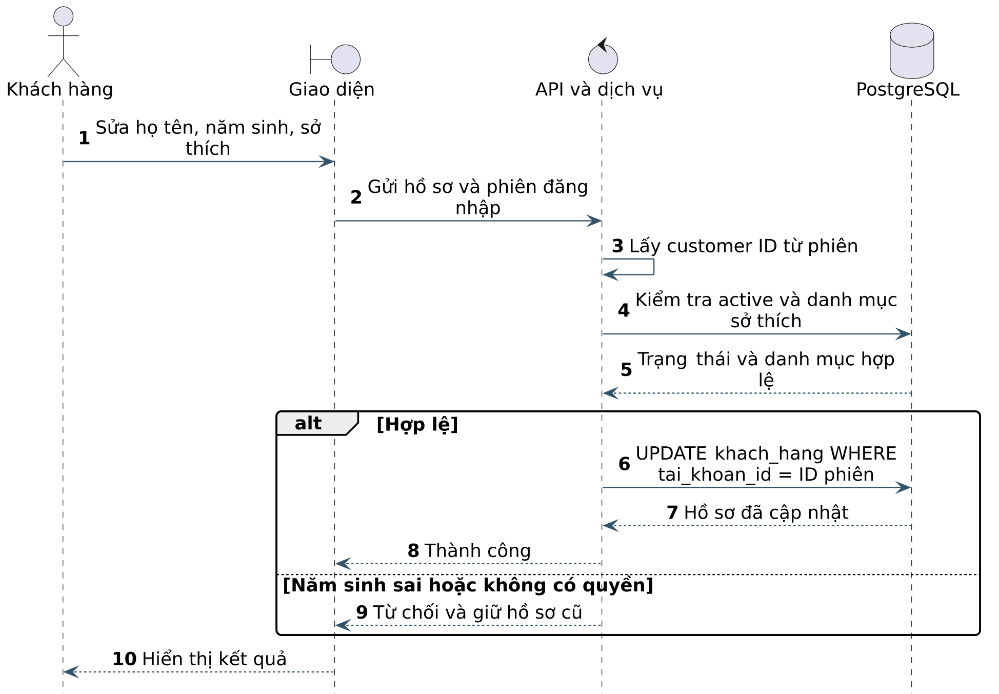 Khách hàng
Giao diện
API và dịch vụ
PostgreSQL
1 Sửa họ tên, năm sinh, sở
thích
2 Gửi hồ sơ và phiên đăng
nhập
3 Lấy customer ID từ phiên
4 Kiểm tra active và danh mục
sở thích
5 Trạng thái và danh mục hợp
lệ
alt [Hợp lệ]
6 UPDATE khach_hang WHERE
tai_khoan_id = ID phiên
7 Hồ sơ đã cập nhật
8 Thành công
[Năm sinh sai hoặc không có quyền]
9 Từ chối và giữ hồ sơ cũ
10 Hiển thị kết quả